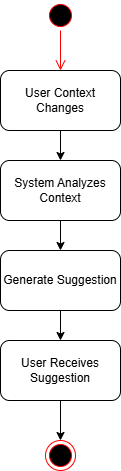 User Context
Changes
System Analyzes
Context
Generate Suggestion
User Receives
Suggestion